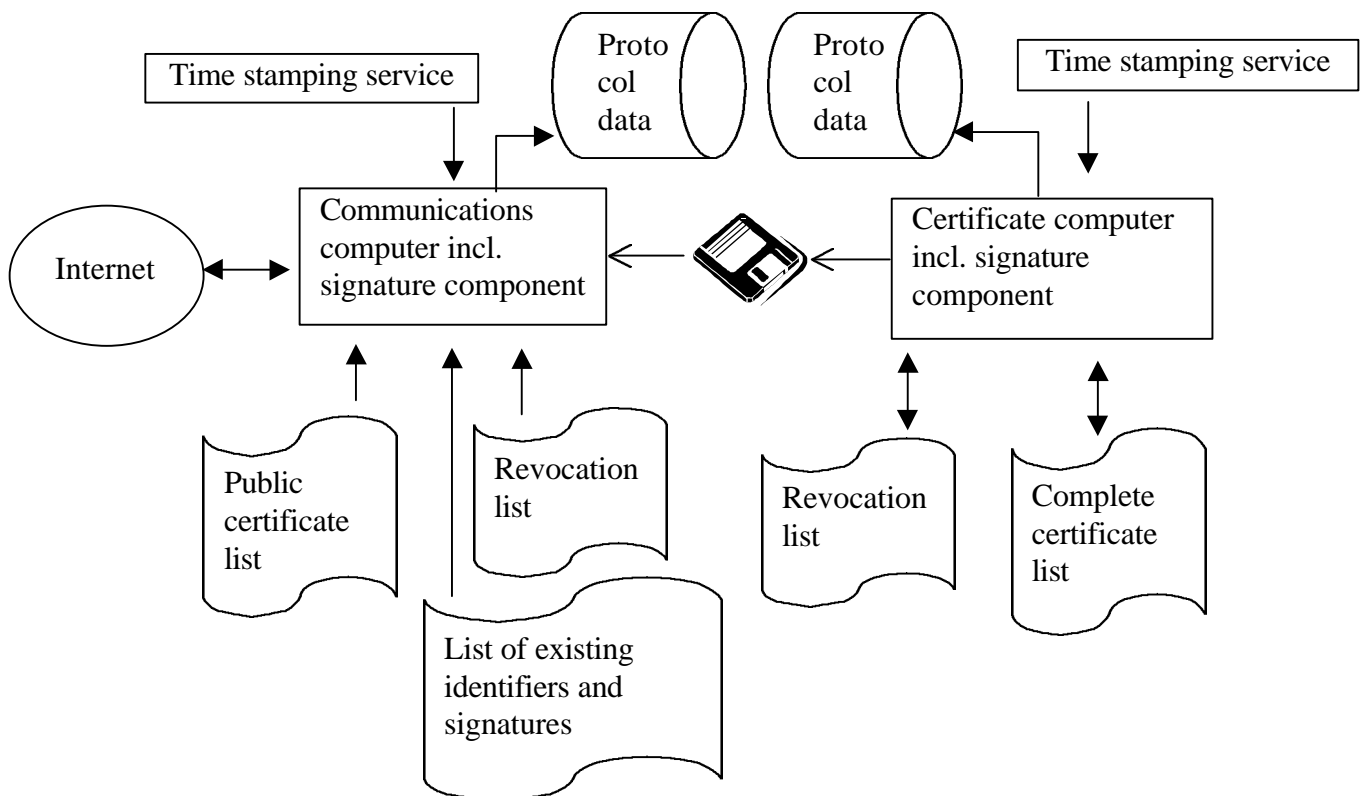 Time stamping service
Proto
col
data
Proto
col
data
Time stamping service
Internet
Communications
computer incl.
signature component
Certificate computer
incl. signature
component
Public
certificate
list
Revocation
list
Revocation
list
Complete
certificate
list
List of existing
identifiers and
signatures